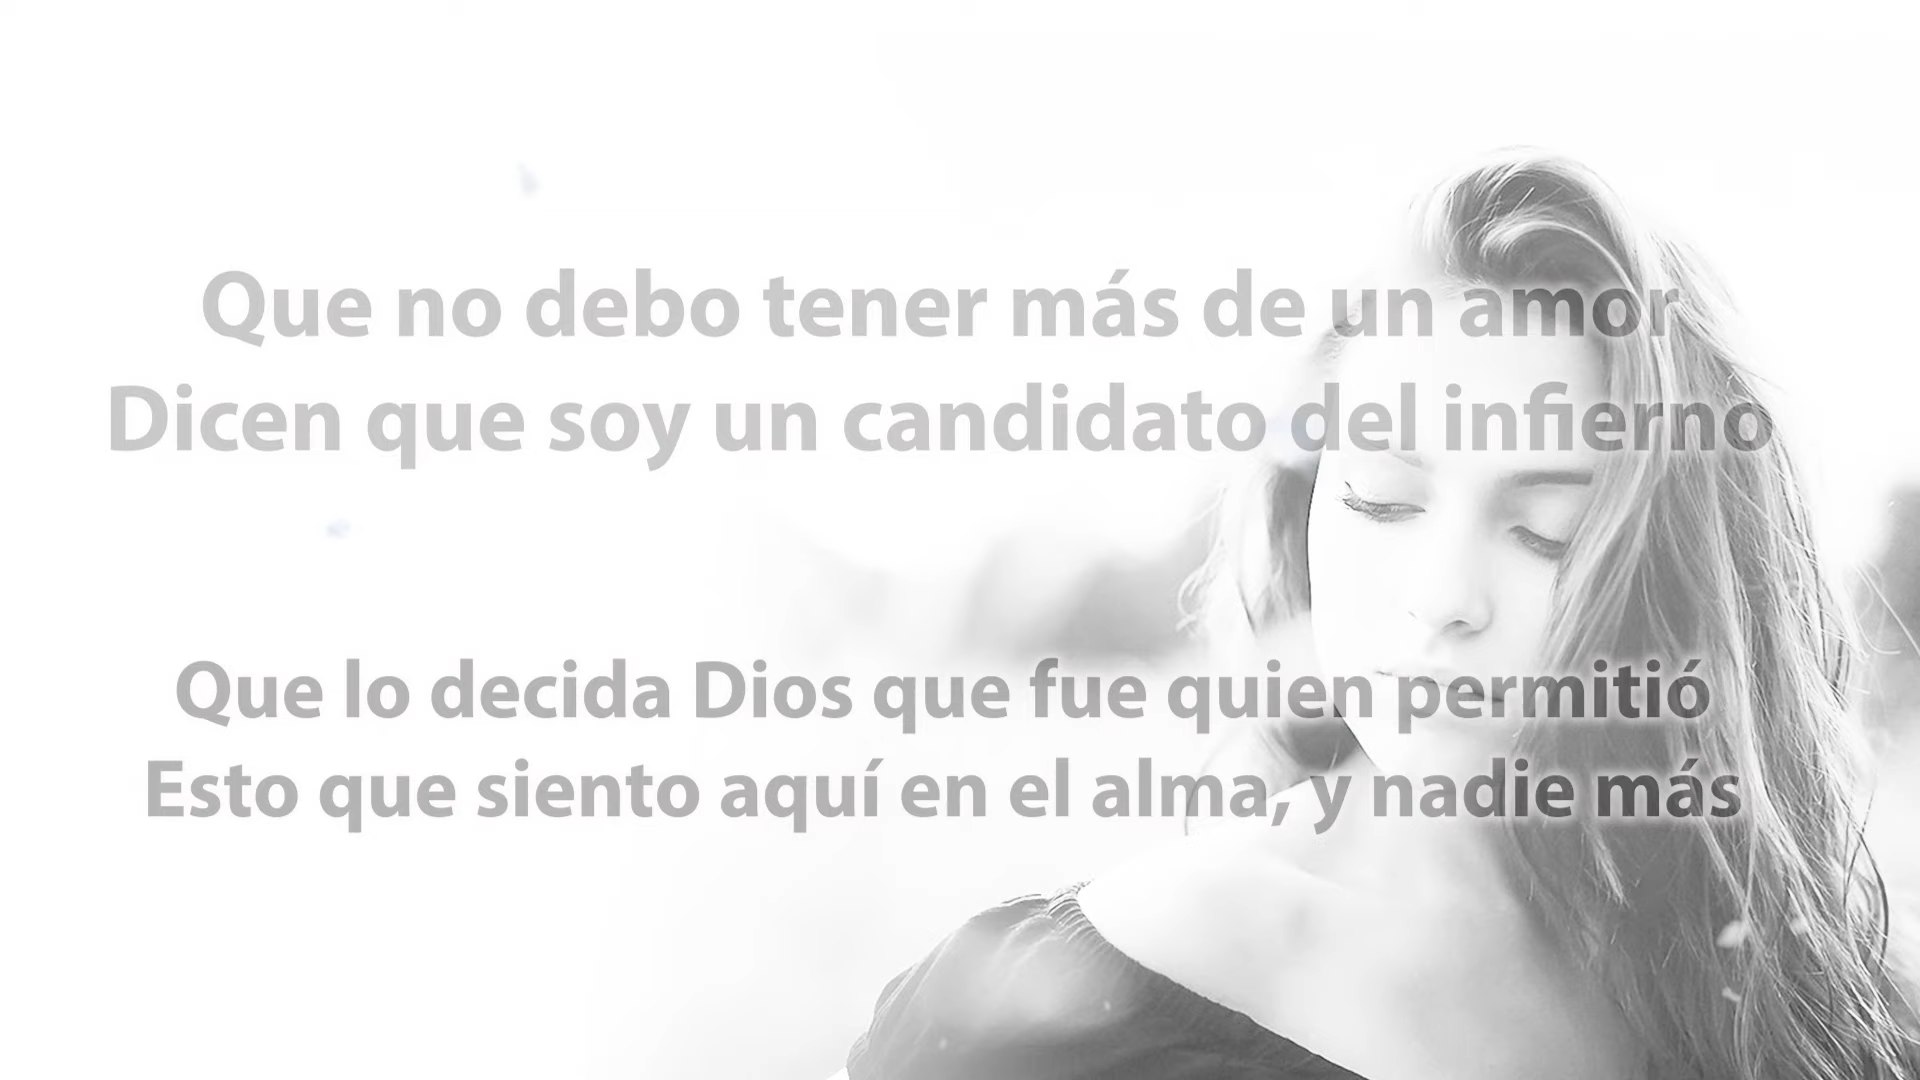 Que no debo tener más de un amor
Dicen que soy un candidato del infierno
Que lo decida Dios que fue quien permitió
Esto que siento aquí en el alma, y nadie más